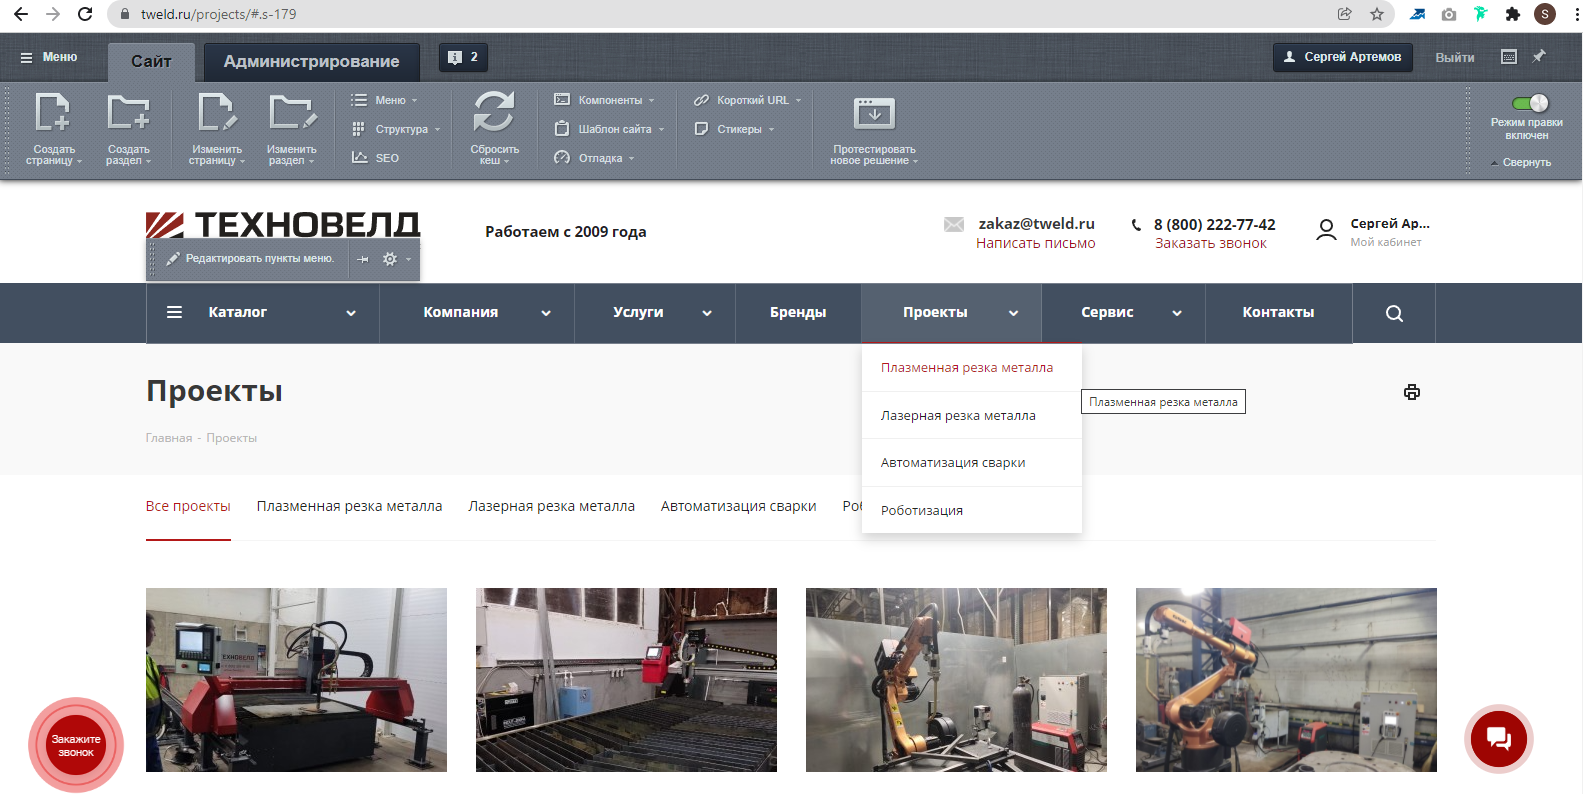 tweld.ru/projects/#.s-179
S
Меню
Сайт
Администрирование
2
Сергей Артемов
Выйти
Создать страницу
Создать раздел
Изменить страницу
Изменить раздел
Меню
Структура
SEO
Сбросить кеш
Компоненты
Шаблон сайта
Отладка
Короткий URL
Стикеры
Протестировать новое решение
Режим правки включен
Свернуть
ТЕХНОВЕЛД
Работаем с 2009 года
zakaz@tweld.ru
Написать письмо
8 (800) 222-77-42
Заказать звонок
Сергей Ар...
Мой кабинет
Редактировать пункты меню.
Каталог
Компания
Услуги
Бренды
Проекты
Сервис
Контакты
Проекты
Главная - Проекты
Плазменная резка металла
Лазерная резка металла
Автоматизация сварки
Роботизация
Плазменная резка металла
Все проекты
Плазменная резка металла
Лазерная резка металла
Автоматизация сварки
ЕХНОВЕЛД
Закажите
звонок